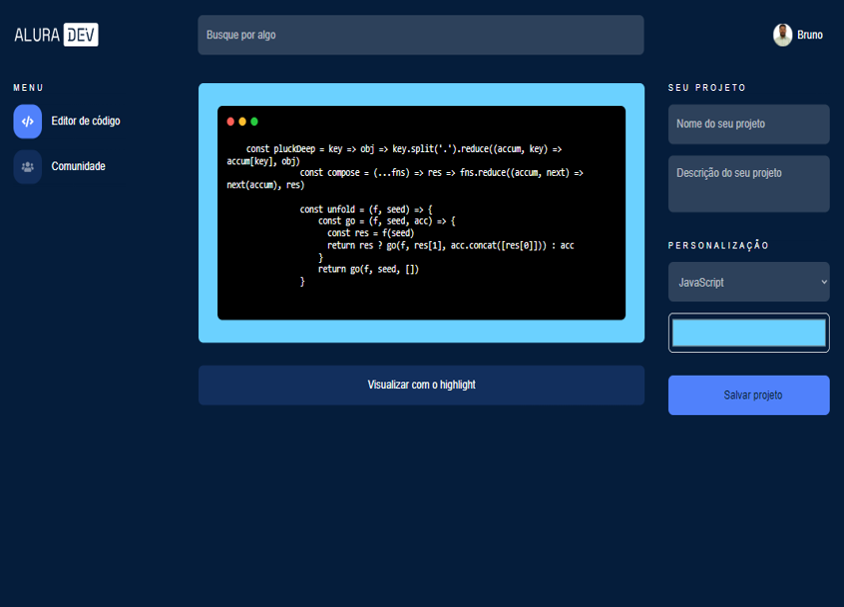 ALURA DEV
Busque por algo
Bruno
MENU
Editor de código
Comunidade
const pluckDeep = key => obj => key.split('.').reduce((accum, key) =>
accum[key], obj)
const compose = (...fns) => res => fns.reduce((accum, next) =>
next(accum), res)
const unfold = (f, seed) => {
const go = (f, seed, acc) => {
const res = f(seed)
return res ? go(f, res[1], acc.concat([res[0]])) : acc
}
return go(f, seed, [])
}
Visualizar com o highlight
SEU PROJETO
Nome do seu projeto
Descrição do seu projeto
PERSONALIZAÇÃO
JavaScript
Salvar projeto